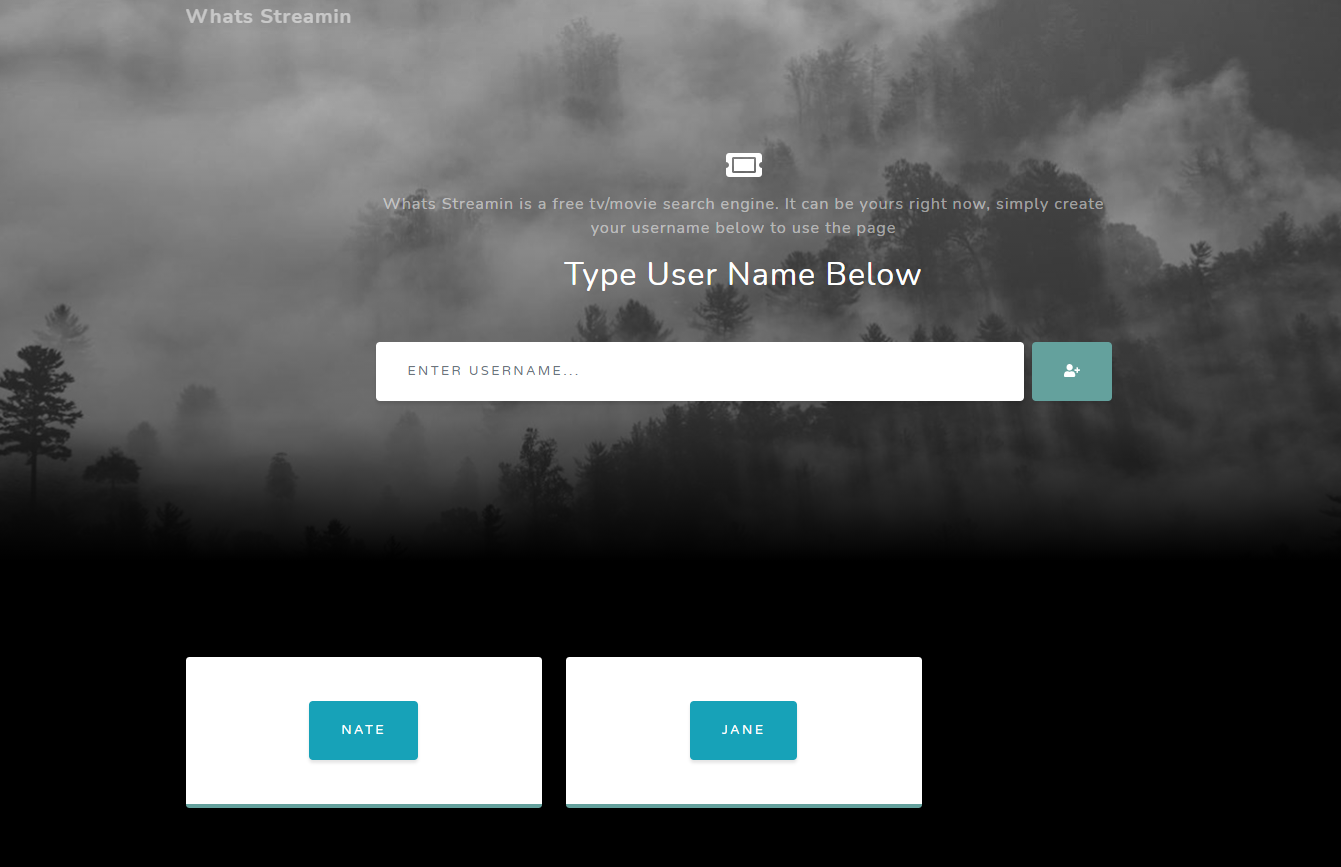 Whats Streamin
Whats Streamin is a free tv/movie search engine. It can be yours right now, simply create
your username below to use the page
Type User Name Below
ENTER USERNAME...
NATE
JANE